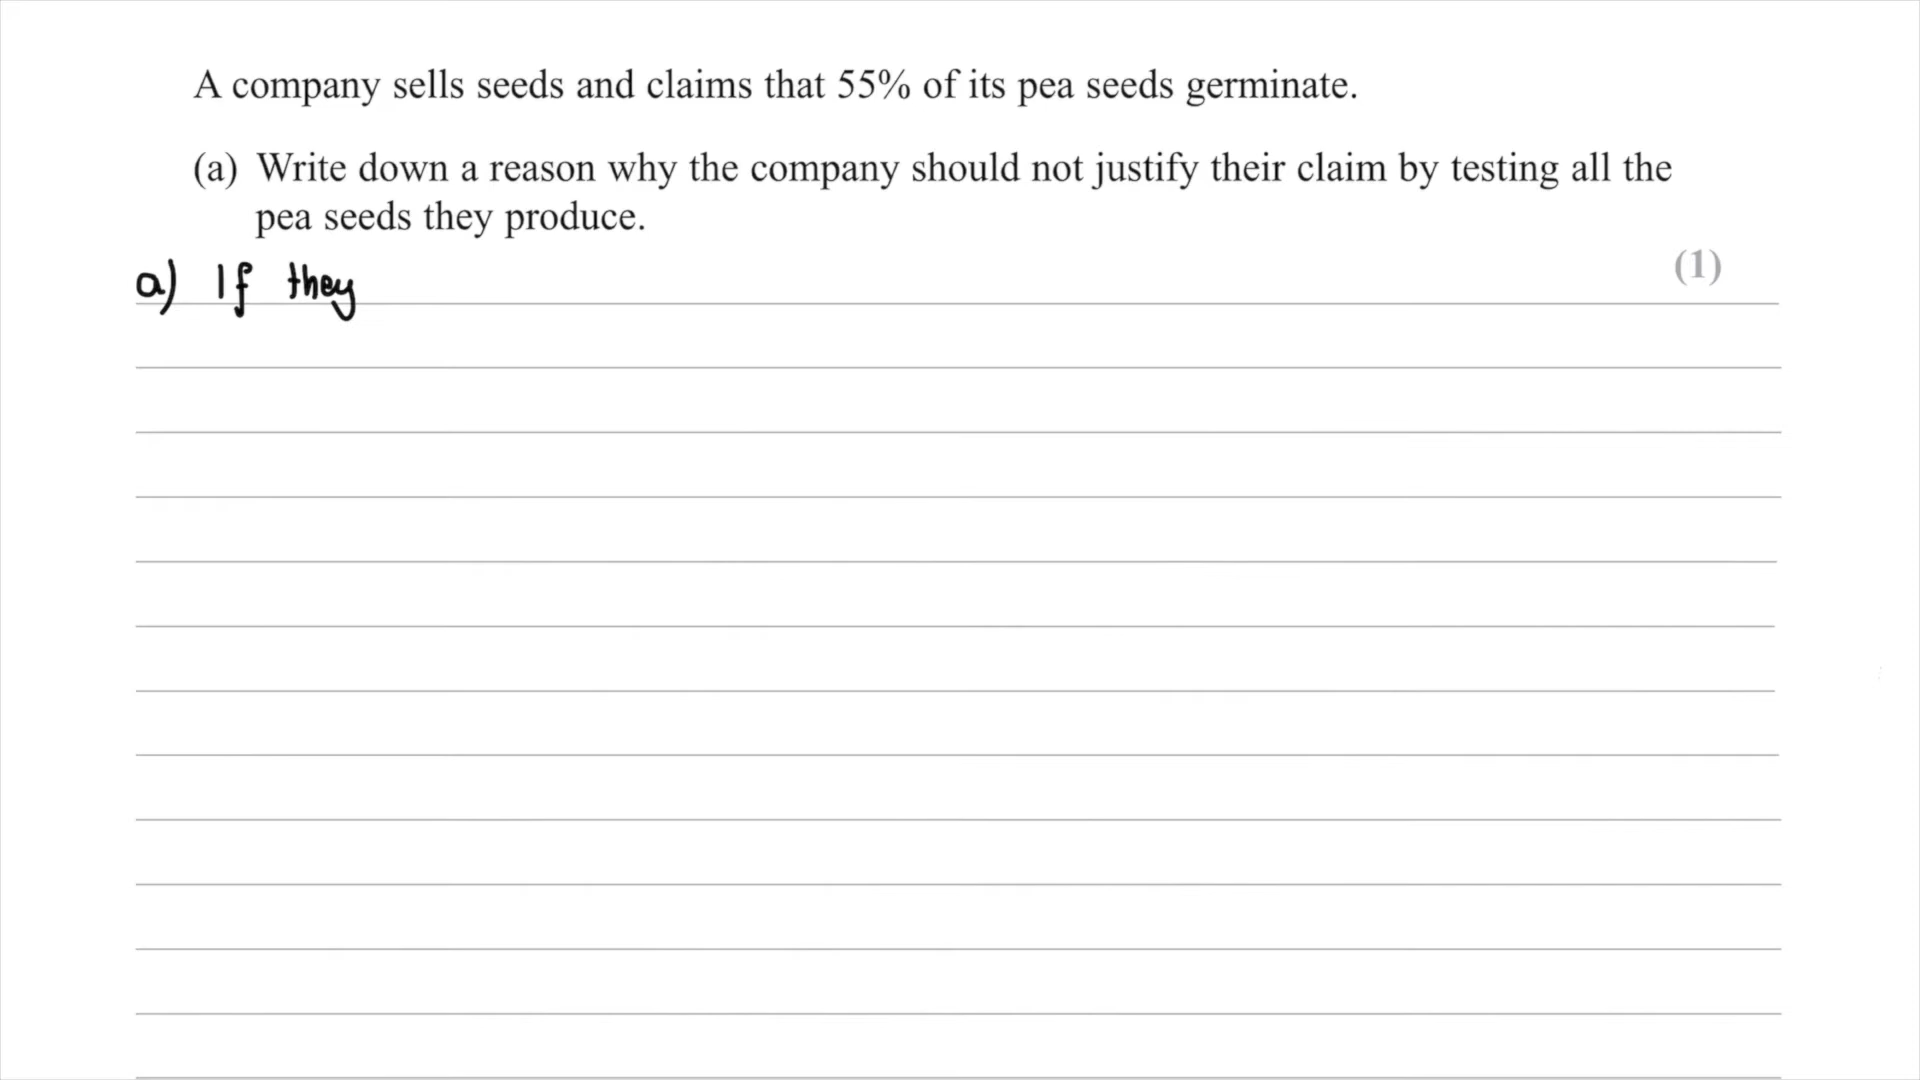 A company sells seeds and claims that 55% of its pea seeds germinate.
(a) Write down a reason why the company should not justify their claim by testing all the
pea seeds they produce.
(1)
a) If they